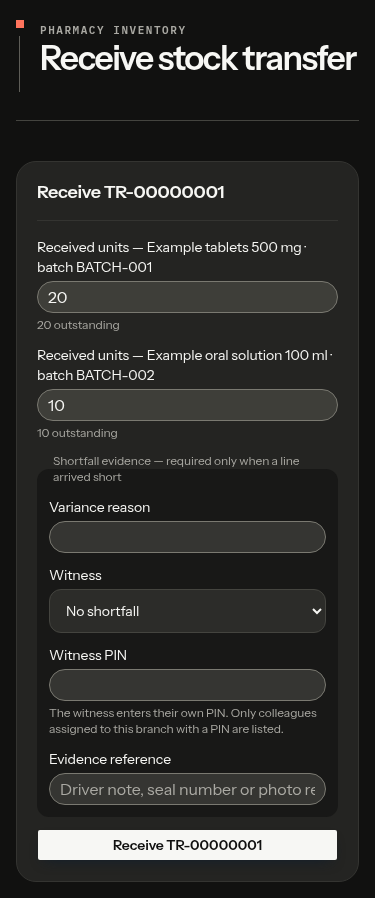 PHARMACY INVENTORY
Receive stock transfer
Receive TR-00000001
Received units — Example tablets 500 mg ·
batch BATCH-001
20
20 outstanding
Received units — Example oral solution 100 ml ·
batch BATCH-002
10
10 outstanding
Shortfall evidence — required only when a line
arrived short
Variance reason
Witness
No shortfall
Witness PIN
The witness enters their own PIN. Only colleagues
assigned to this branch with a PIN are listed.
Evidence reference
Driver note, seal number or photo re
Receive TR-00000001